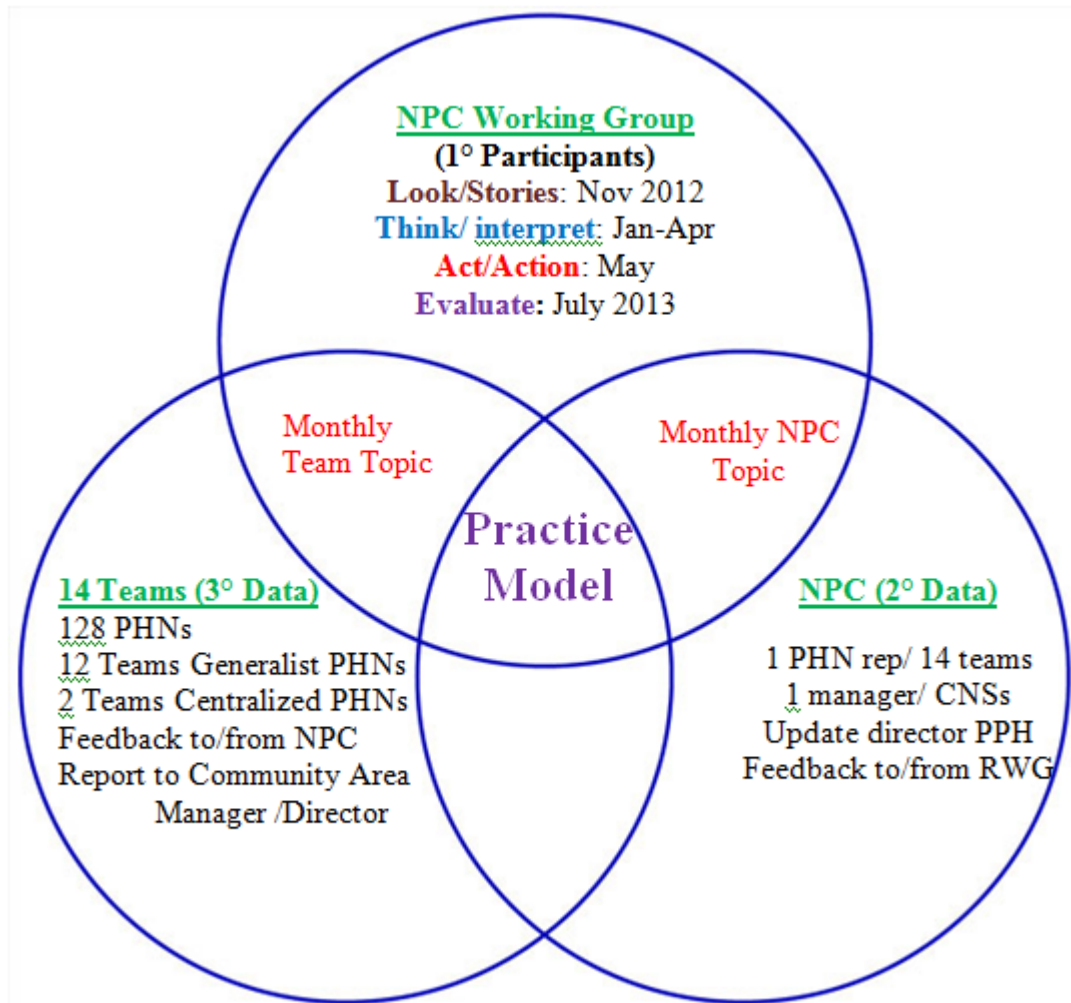 NPC Working Group
(1° Participants)
Look/Stories: Nov 2012
Think/ interpret: Jan-Apr
Act/Action: May
Evaluate: July 2013
Monthly
Team Topic
Monthly NPC
Topic
Practice
Model
14 Teams (3° Data)
128 PHNs
12 Teams Generalist PHNs
2 Teams Centralized PHNs
Feedback to/from NPC
Report to Community Area
Manager /Director
NPC (2° Data)
1 PHN rep/ 14 teams
1 manager/ CNSs
Update director PPH
Feedback to/from RWG